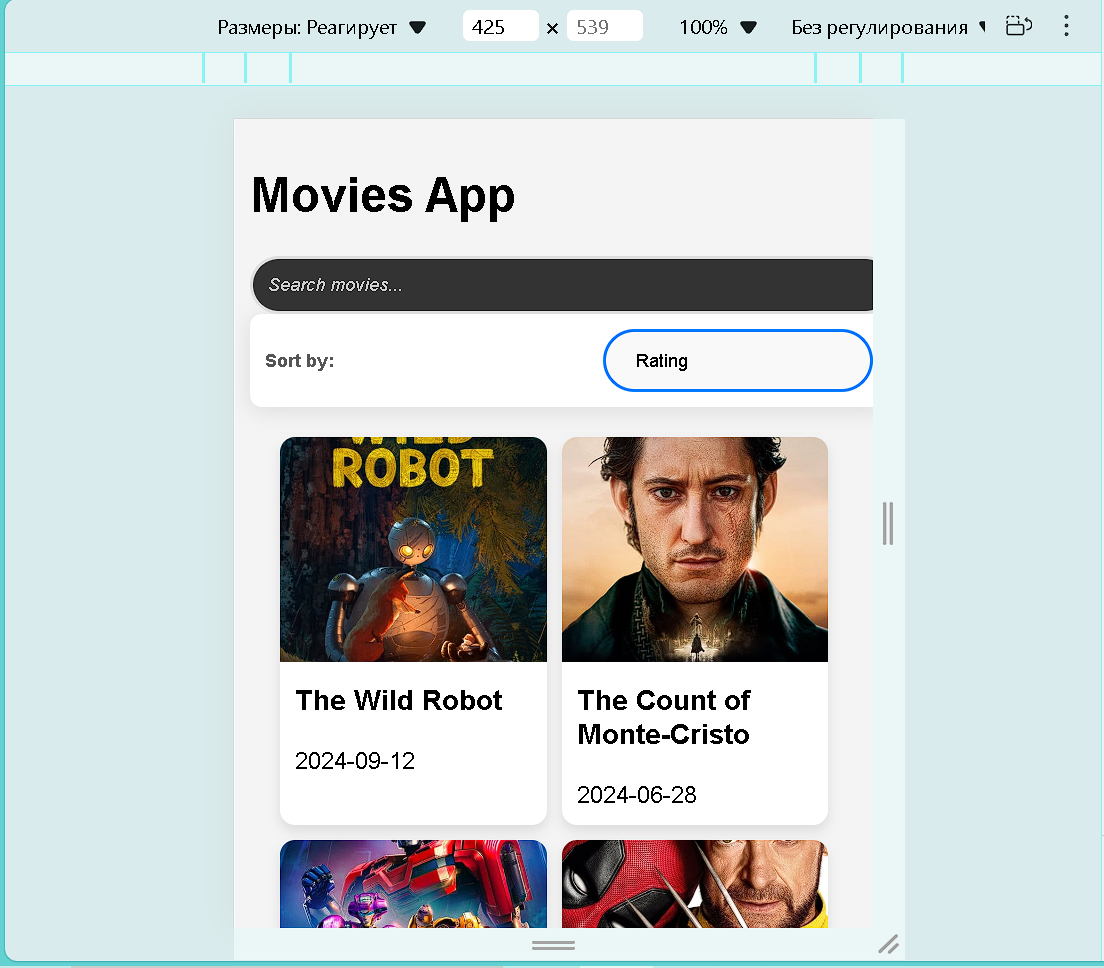 Размеры: Реагирует 425 × 539 100% Без регулирования
Movies App
Search movies...
Sort by: Rating
WILD
ROBOT
The Wild Robot
2024-09-12
The Count of
Monte-Cristo
2024-06-28